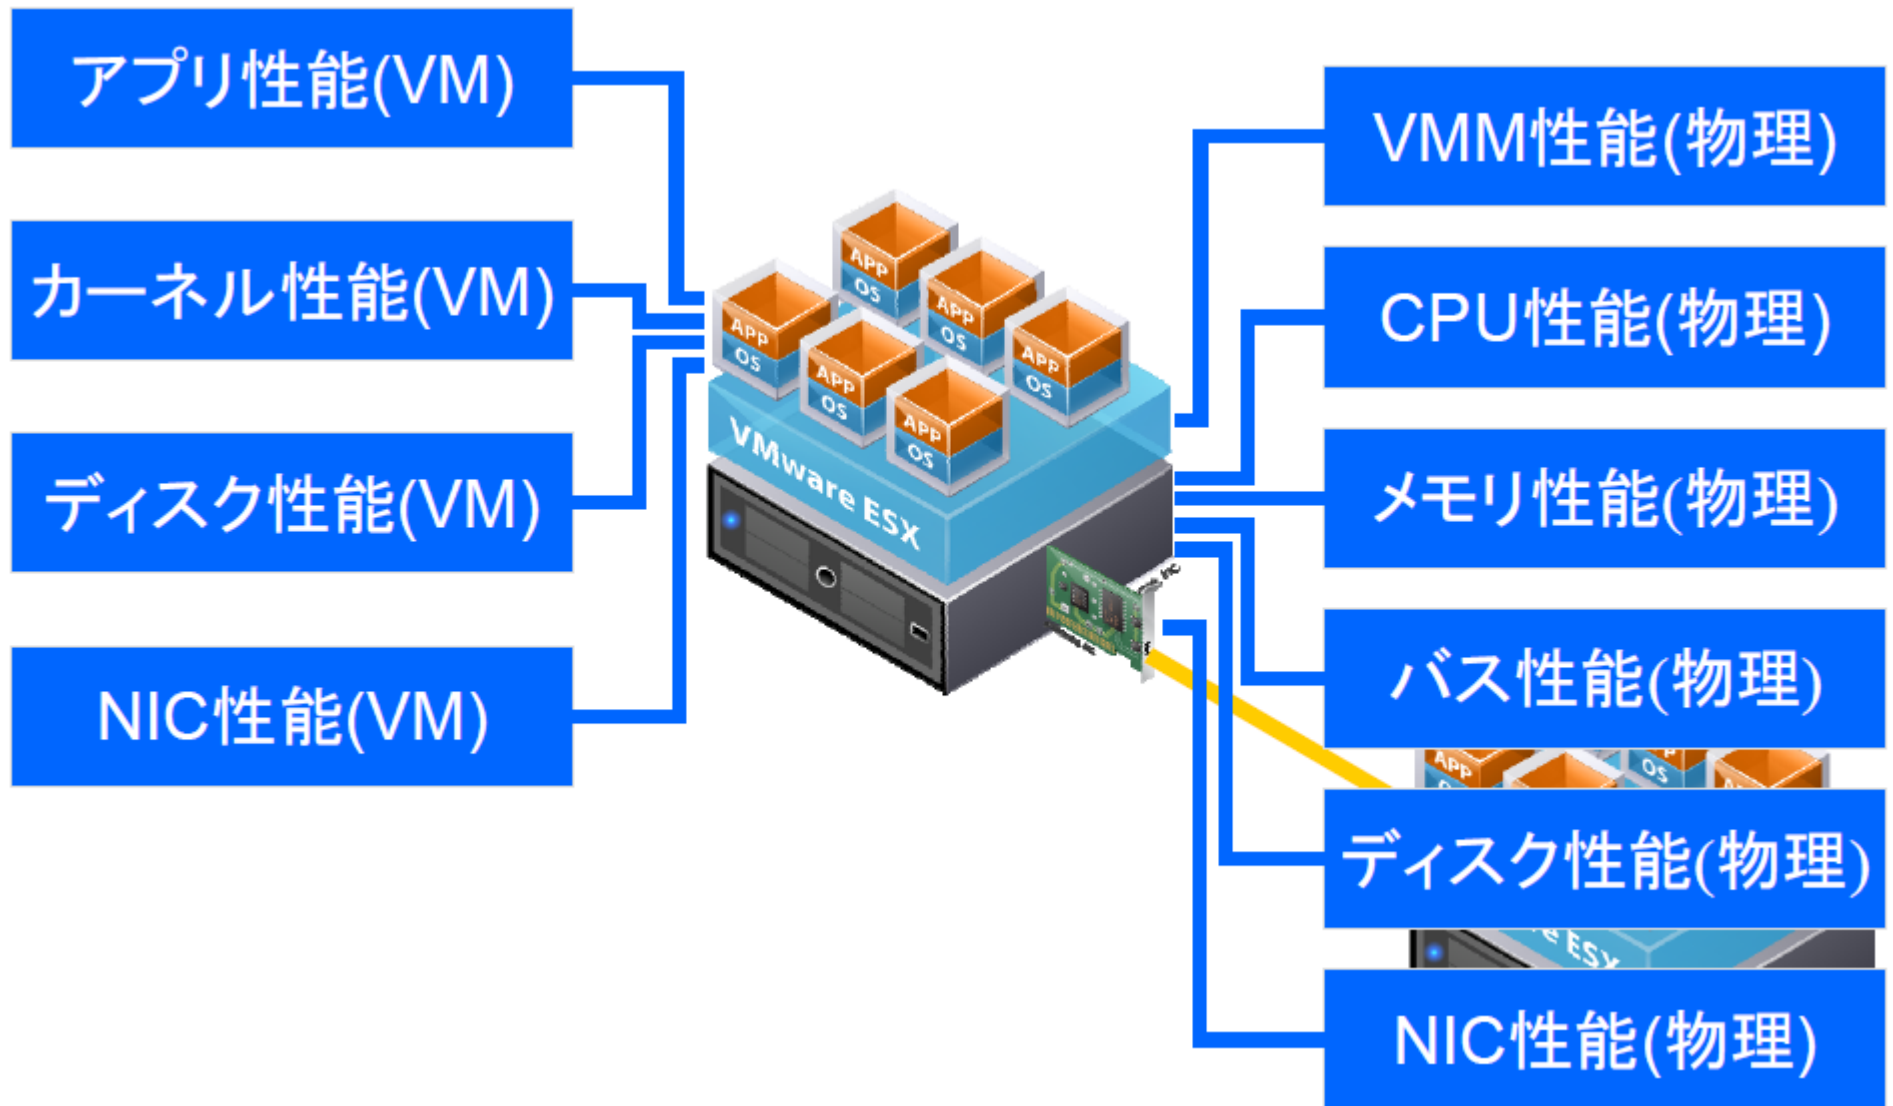 アプリ性能(VM)
カーネル性能(VM)
ディスク性能(VM)
NIC性能(VM)
APP
OS
APP
OS
APP
OS
APP
OS
APP
OS
APP
OS
VMware ESX
VMM性能(物理)
CPU性能(物理)
メモリ性能(物理)
バス性能(物理)
APP
OS
ディスク性能(物理)
ESX
NIC性能(物理)